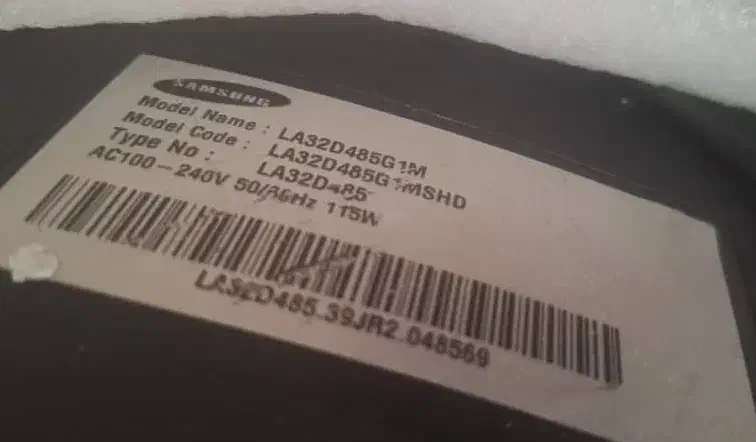 SAMSUNG
Model Name : LA32D485G1M
Model Code : LA32D485G1MSHD
Type No : LA32D485
AC100-240V 50/60Hz 115W
LA32D485.39JR2.048569